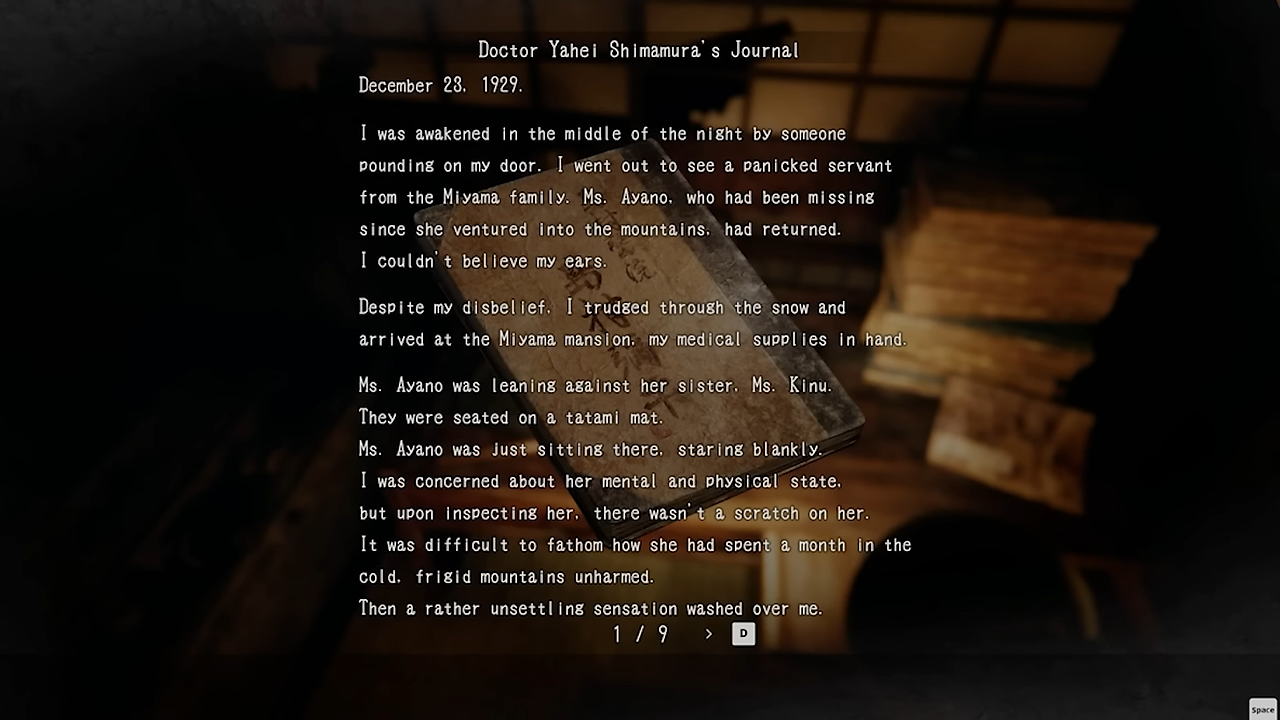 Doctor Yahei Shimamura's Journal
December 23, 1929.
I was awakened in the middle of the night by someone
pounding on my door. I went out to see a panicked servant
from the Miyama family. Ms. Ayano, who had been missing
since she ventured into the mountains, had returned.
I couldn't believe my ears.
Despite my disbelief, I trudged through the snow and
arrived at the Miyama mansion, my medical supplies in hand.
Ms. Ayano was leaning against her sister, Ms. Kinu.
They were seated on a tatami mat.
Ms. Ayano was just sitting there, staring blankly.
I was concerned about her mental and physical state,
but upon inspecting her, there wasn't a scratch on her.
It was difficult to fathom how she had spent a month in the
cold, frigid mountains unharmed.
Then a rather unsettling sensation washed over me.
1 / 9 > D
Space